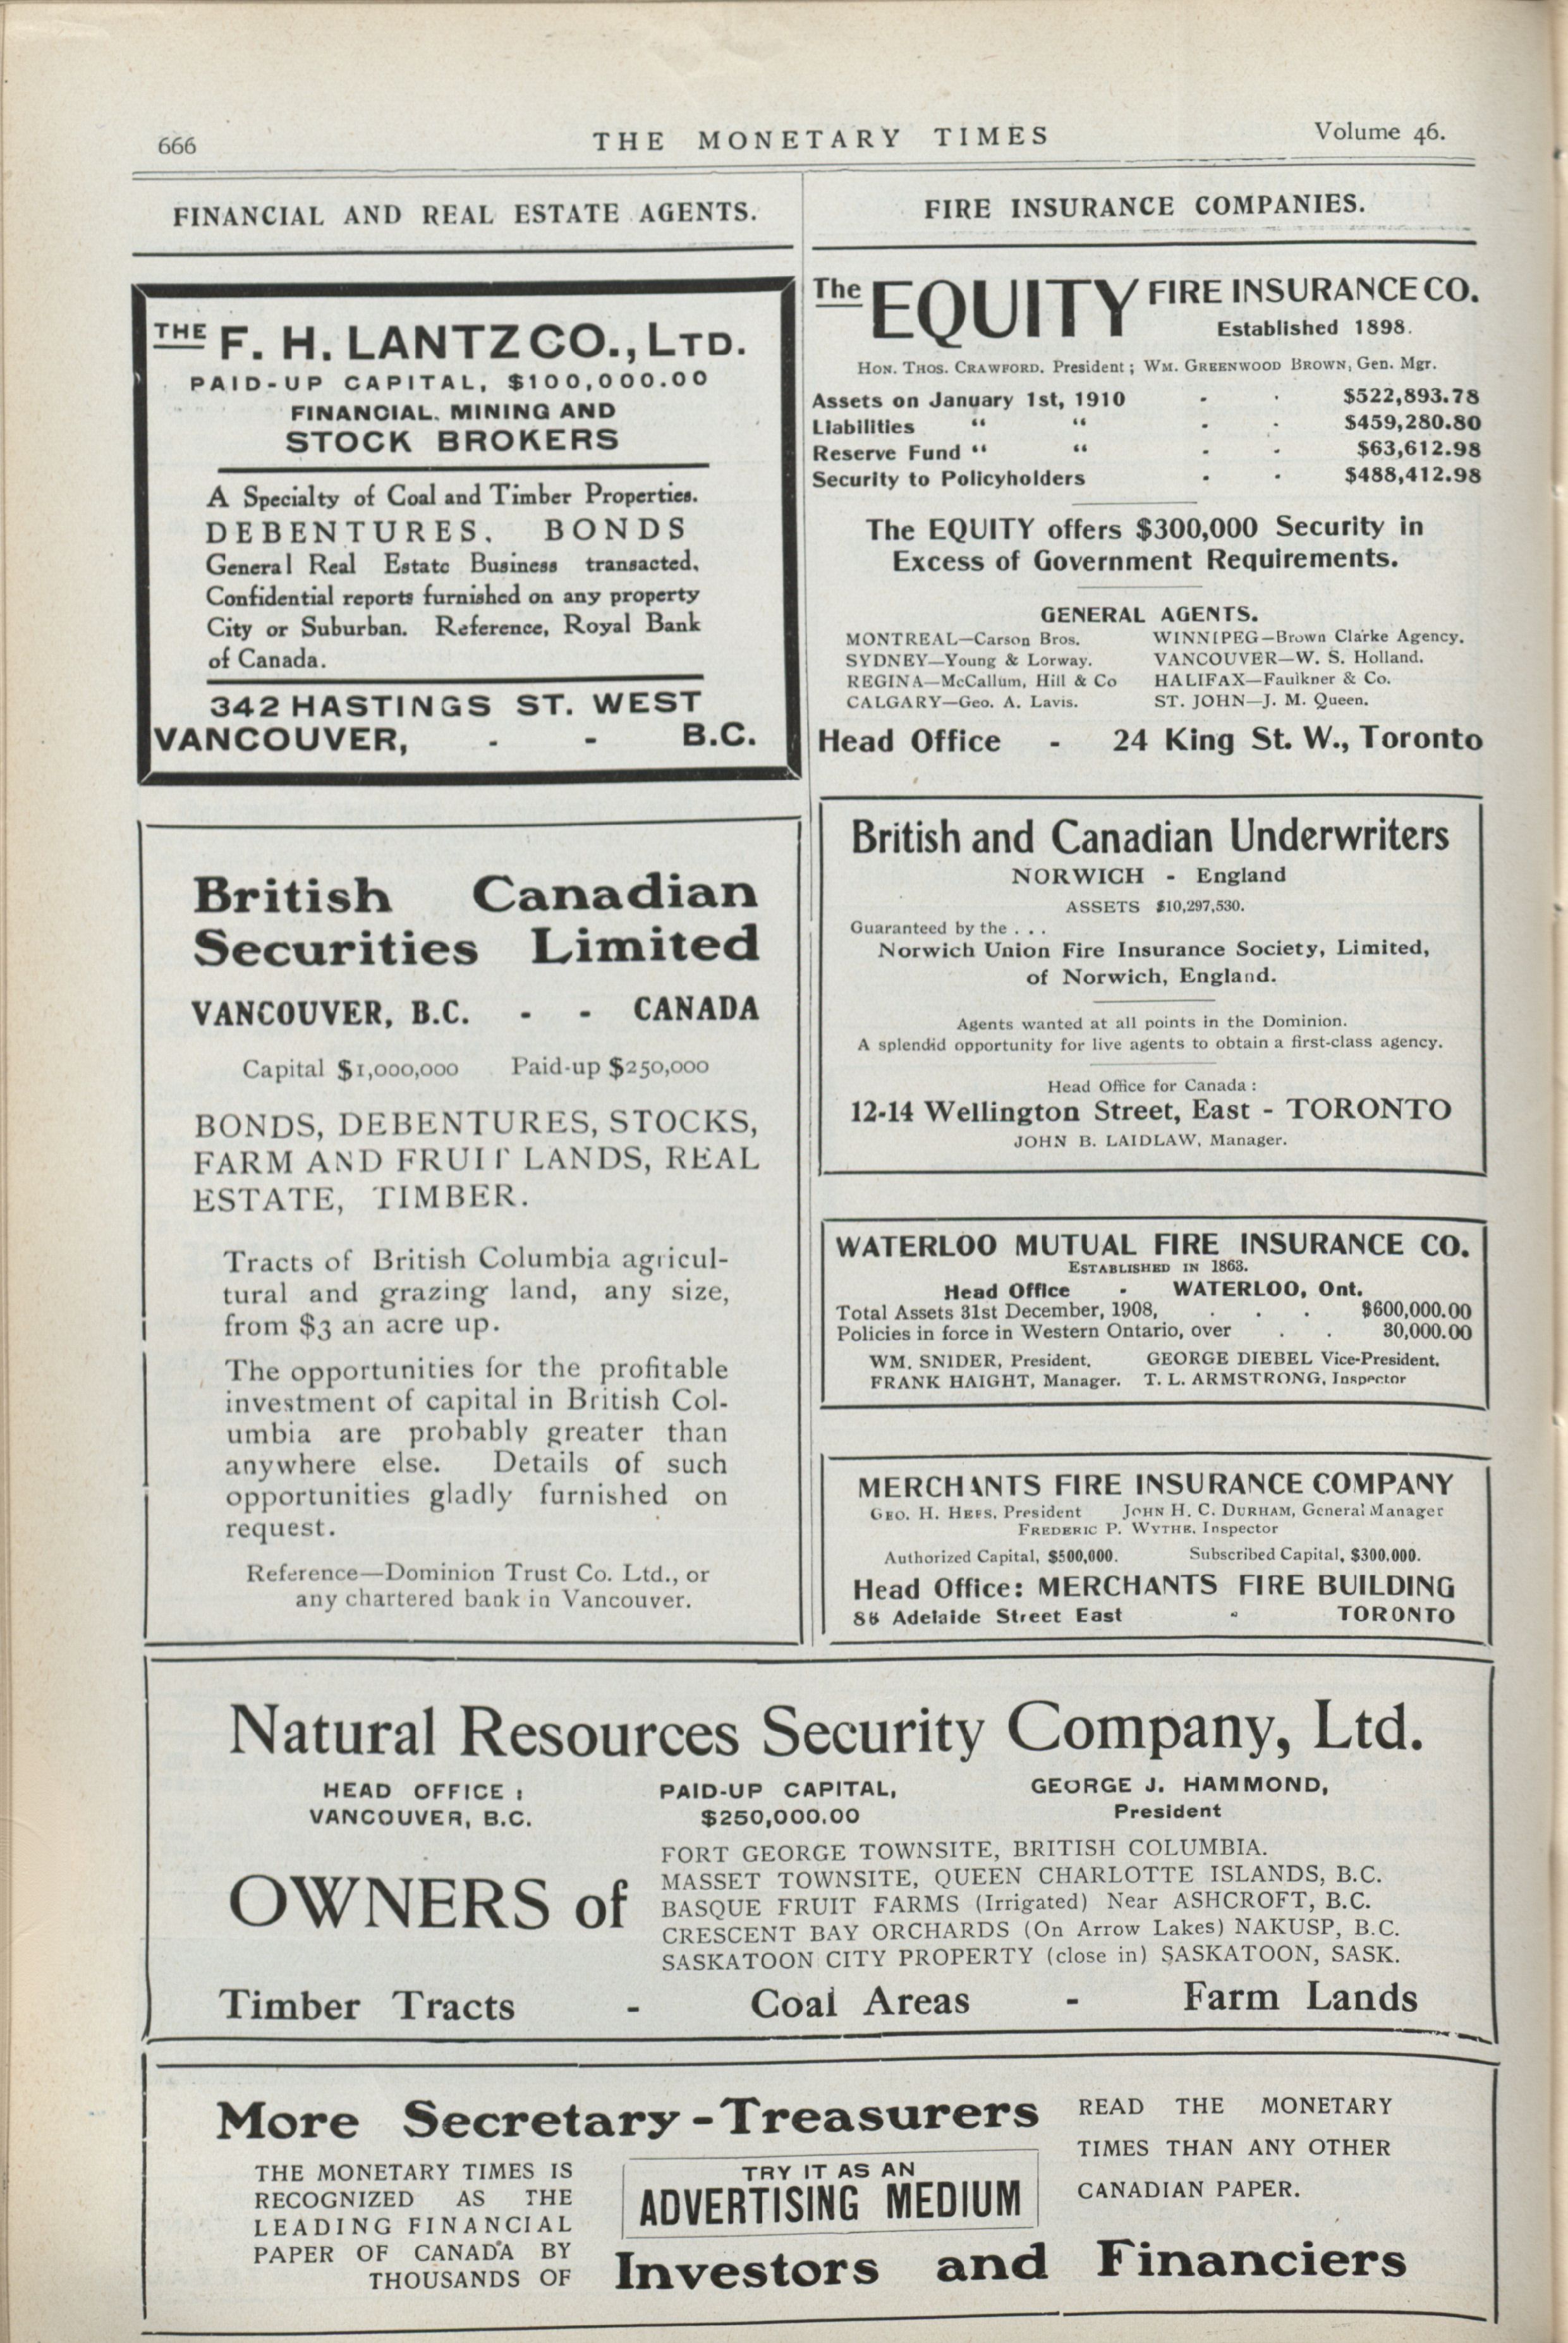 666
THE MONETARY TIMES
Volume 46.
FINANCIAL AND REAL ESTATE AGENTS.
THE F. H. LANTZ CO., LTD.
PAID-UP CAPITAL, $100,000.00
FINANCIAL. MINING AND
STOCK BROKERS
A Specialty of Coal and Timber Properties.
DEBENTURES. BONDS
General Real Estate Business transacted.
Confidential reports furnished on any property
City or Suburban. Reference, Royal Bank
of Canada.
342 HASTINGS ST. WEST
VANCOUVER, - - B.C.
British Canadian
Securities Limited
VANCOUVER, B.C. - - CANADA
Capital $1,000,000 Paid-up $250,000
BONDS, DEBENTURES, STOCKS,
FARM AND FRUIT LANDS, REAL
ESTATE, TIMBER.
Tracts of British Columbia agricul-
tural and grazing land, any size,
from $3 an acre up.
The opportunities for the profitable
investment of capital in British Col-
umbia are probably greater than
anywhere else. Details of such
opportunities gladly furnished on
request.
Reference—Dominion Trust Co. Ltd., or
any chartered bank in Vancouver.
FIRE INSURANCE COMPANIES.
The EQUITY FIRE INSURANCE CO.
Established 1898.
HON. THOS. CRAWFORD. President; WM. GREENWOOD BROWN, Gen. Mgr.
Assets on January 1st, 1910 - - $522,893.78
Liabilities “ “ - - $459,280.80
Reserve Fund “ “ - - $63,612.98
Security to Policyholders - - $488,412.98
The EQUITY offers $300,000 Security in
Excess of Government Requirements.
GENERAL AGENTS.
MONTREAL—Carson Bros. WINNIPEG—Brown Clarke Agency.
SYDNEY—Young & Lorway. VANCOUVER—W. S. Holland.
REGINA—McCallum, Hill & Co HALIFAX—Faulkner & Co.
CALGARY—Geo. A. Lavis. ST. JOHN—J. M. Queen.
Head Office - 24 King St. W., Toronto
British and Canadian Underwriters
NORWICH - England
ASSETS $10,297,530.
Guaranteed by the . . .
Norwich Union Fire Insurance Society, Limited,
of Norwich, England.
Agents wanted at all points in the Dominion.
A splendid opportunity for live agents to obtain a first-class agency.
Head Office for Canada:
12-14 Wellington Street, East - TORONTO
JOHN B. LAIDLAW, Manager.
WATERLOO MUTUAL FIRE INSURANCE CO.
ESTABLISHED IN 1863.
Head Office - WATERLOO, Ont.
Total Assets 31st December, 1908, . . . $600,000.00
Policies in force in Western Ontario, over . . 30,000.00
WM. SNIDER, President. GEORGE DIEBEL Vice-President.
FRANK HAIGHT, Manager. T. L. ARMSTRONG, Inspector
MERCHANTS FIRE INSURANCE COMPANY
GEO. H. HEES, President JOHN H. C. DURHAM, General Manager
FREDERIC P. WYTHE, Inspector
Authorized Capital, $500,000. Subscribed Capital, $300,000.
Head Office: MERCHANTS FIRE BUILDING
Adelaide Street East - TORONTO
Natural Resources Security Company, Ltd.
HEAD OFFICE: PAID-UP CAPITAL, GEORGE J. HAMMOND,
VANCOUVER, B.C. $250,000.00 President
OWNERS of
FORT GEORGE TOWNSITE, BRITISH COLUMBIA.
MASSET TOWNSITE, QUEEN CHARLOTTE ISLANDS, B.C.
BASQUE FRUIT FARMS (Irrigated) Near ASHCROFT, B.C.
CRESCENT BAY ORCHARDS (On Arrow Lakes) NAKUSP, B.C.
SASKATOON CITY PROPERTY (close in) SASKATOON, SASK.
Timber Tracts - Coal Areas - Farm Lands
More Secretary-Treasurers
READ THE MONETARY
TIMES THAN ANY OTHER
CANADIAN PAPER.
THE MONETARY TIMES IS
RECOGNIZED AS THE
LEADING FINANCIAL
PAPER OF CANADA BY
THOUSANDS OF
TRY IT AS AN
ADVERTISING MEDIUM
Investors and Financiers